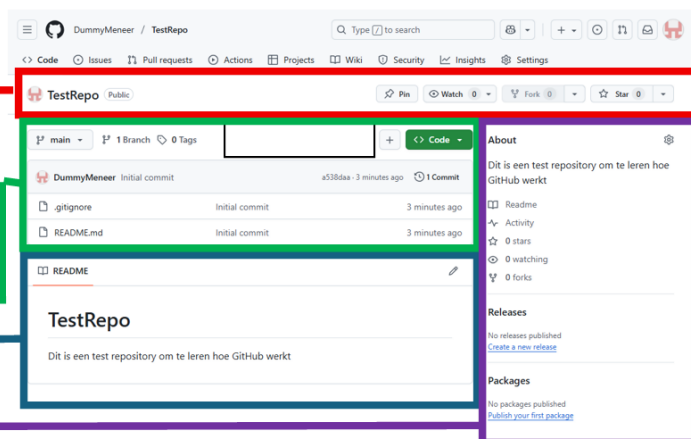 DummyMeneer / TestRepo
Type / to search
Code Issues Pull requests Actions Projects Wiki Security Insights Settings
TestRepo Public
Pin Watch 0 Fork 0 Star 0
main 1 Branch 0 Tags
Code
DummyMeneer Initial commit a538daa · 3 minutes ago 1 Commit
.gitignore Initial commit 3 minutes ago
README.md Initial commit 3 minutes ago
README
TestRepo
Dit is een test repository om te leren hoe GitHub werkt
About
Dit is een test repository om te leren hoe
GitHub werkt
Readme
Activity
0 stars
0 watching
0 forks
Releases
No releases published
Create a new release
Packages
No packages published
Publish your first package